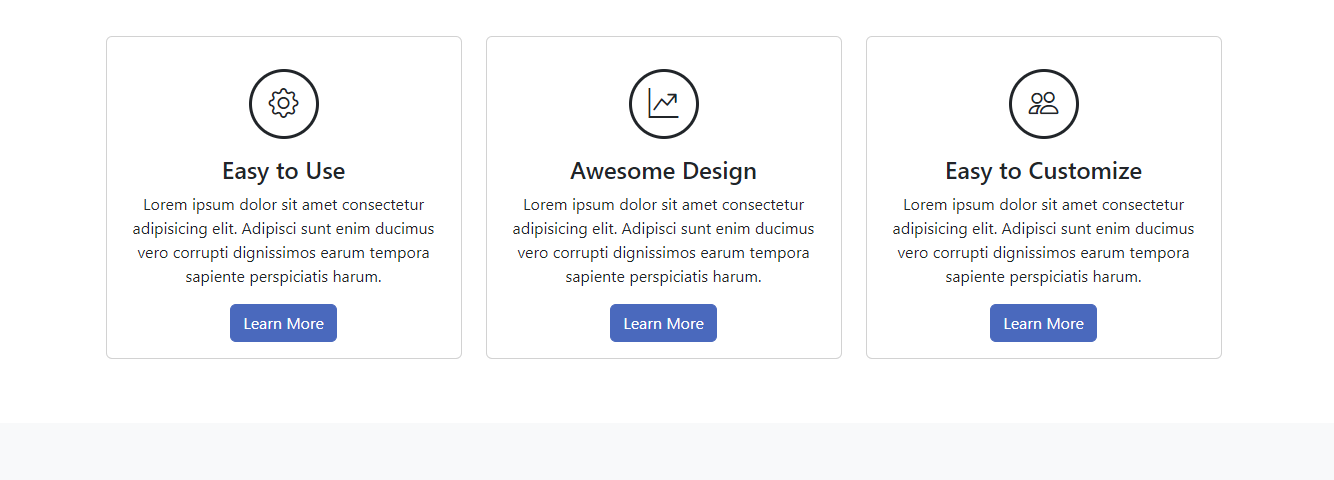 Easy to Use
Lorem ipsum dolor sit amet consectetur
adipisicing elit. Adipisci sunt enim ducimus
vero corrupti dignissimos earum tempora
sapiente perspiciatis harum.
Learn More
Awesome Design
Lorem ipsum dolor sit amet consectetur
adipisicing elit. Adipisci sunt enim ducimus
vero corrupti dignissimos earum tempora
sapiente perspiciatis harum.
Learn More
Easy to Customize
Lorem ipsum dolor sit amet consectetur
adipisicing elit. Adipisci sunt enim ducimus
vero corrupti dignissimos earum tempora
sapiente perspiciatis harum.
Learn More